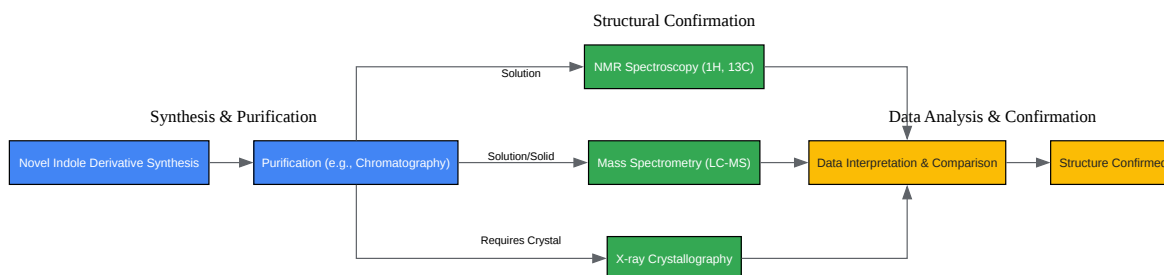 Structural Confirmation
NMR Spectroscopy (1H, 13C)
Solution
Synthesis & Purification
Data Analysis & Confirmation
Novel Indole Derivative Synthesis
Purification (e.g., Chromatography)
Solution/Solid
Mass Spectrometry (LC-MS)
Data Interpretation & Comparison
Structure Confirmed
Requires Crystal
X-ray Crystallography